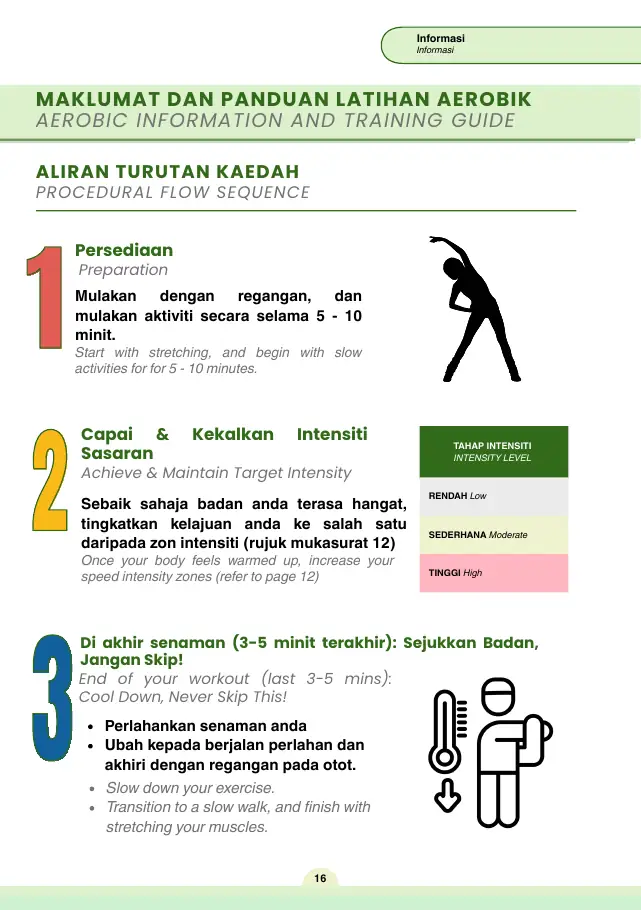 Informasi
Informasi
MAKLUMAT DAN PANDUAN LATIHAN AEROBIK
AEROBIC INFORMATION AND TRAINING GUIDE
ALIRAN TURUTAN KAEDAH
PROCEDURAL FLOW SEQUENCE
1
Persediaan
Preparation
Mulakan dengan regangan, dan
mulakan aktiviti secara selama 5 - 10
minit.
Start with stretching, and begin with slow
activities for for 5 - 10 minutes.
2
Capai & Kekalkan Intensiti
Sasaran
Achieve & Maintain Target Intensity
Sebaik sahaja badan anda terasa hangat,
tingkatkan kelajuan anda ke salah satu
daripada zon intensiti (rujuk mukasurat 12)
Once your body feels warmed up, increase your
speed intensity zones (refer to page 12)
TAHAP INTENSITI
INTENSITY LEVEL
RENDAH Low
SEDERHANA Moderate
TINGGI High
3
Di akhir senaman (3-5 minit terakhir): Sejukkan Badan,
Jangan Skip!
End of your workout (last 3-5 mins):
Cool Down, Never Skip This!
• Perlahankan senaman anda
• Ubah kepada berjalan perlahan dan
akhiri dengan regangan pada otot.
• Slow down your exercise.
• Transition to a slow walk, and finish with
stretching your muscles.
16